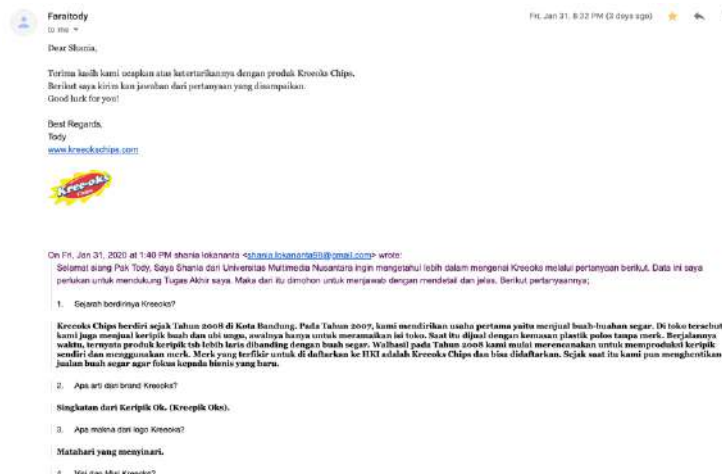 Faraitody
Fri, Jan 31, 8:32 PM (3 days ago)
to me
Dear Shania,
Terima kasih kami ucapkan atas ketertarikannya dengan produk Kreeoks Chips.
Berikut saya kirim kan jawaban dari pertanyaan yang disampaikan.
Good luck for you!
Best Regards,
Tody
www.kreeokschips.com
Kree-oks
Chips
On Fri, Jan 31, 2020 at 1:40 PM shania lokananta <shania.lokananta98@gmail.com> wrote:
Selamat siang Pak Tody, Saya Shania dari Universitas Multimedia Nusantara ingin mengetahui lebih dalam mengenai Kreeoks melalui pertanyaan berikut. Data ini saya
perlukan untuk mendukung Tugas Akhir saya. Maka dari itu dimohon untuk menjawab dengan mendetail dan jelas. Berikut pertanyaannya;
1. Sejarah berdirinya Kreeoks?
Kreeoks Chips berdiri sejak Tahun 2008 di Kota Bandung. Pada Tahun 2007, kami mendirikan usaha pertama yaitu menjual buah-buahan segar. Di toko tersebut
kami juga menjual keripik buah dan ubi ungu, awalnya hanya untuk meramaikan isi toko. Saat itu dijual dengan kemasan plastik polos tanpa merk. Berjalannya
waktu, ternyata produk keripik tsb lebih laris dibanding dengan buah segar. Walhasil pada Tahun 2008 kami mulai merencanakan untuk memproduksi keripik
sendiri dan menggunakan merk. Merk yang terfikir untuk di daftarkan ke HKI adalah Kreeoks Chips dan bisa didaftarkan. Sejak saat itu kami pun menghentikan
jualan buah segar agar fokus kepada bisnis yang baru.
2. Apa arti dari brand Kreeoks?
Singkatan dari Keripik Ok. (Kreepik Oks).
3. Apa makna dari logo Kreeoks?
Matahari yang menyinari.
4. Visi dan Misi Kreeoks?